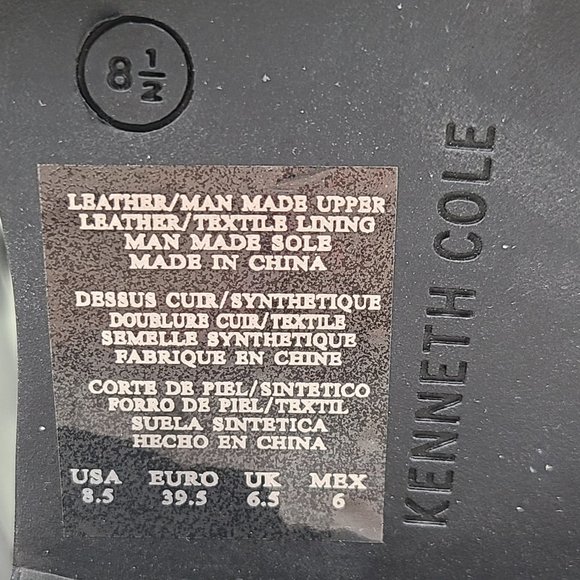 8 1/2
LEATHER/MAN MADE UPPER
LEATHER/TEXTILE LINING
MAN MADE SOLE
MADE IN CHINA
DESSUS CUIR/SYNTHETIQUE
DOUBLURE CUIR/TEXTILE
SEMELLE SYNTHETIQUE
FABRIQUE EN CHINE
CORTE DE PIEL/SINTETICO
FORRO DE PIEL/TEXTIL
SUELA SINTETICA
HECHO EN CHINA
USA EURO UK MEX
8.5 39.5 6.5 6
KENNETH COLE